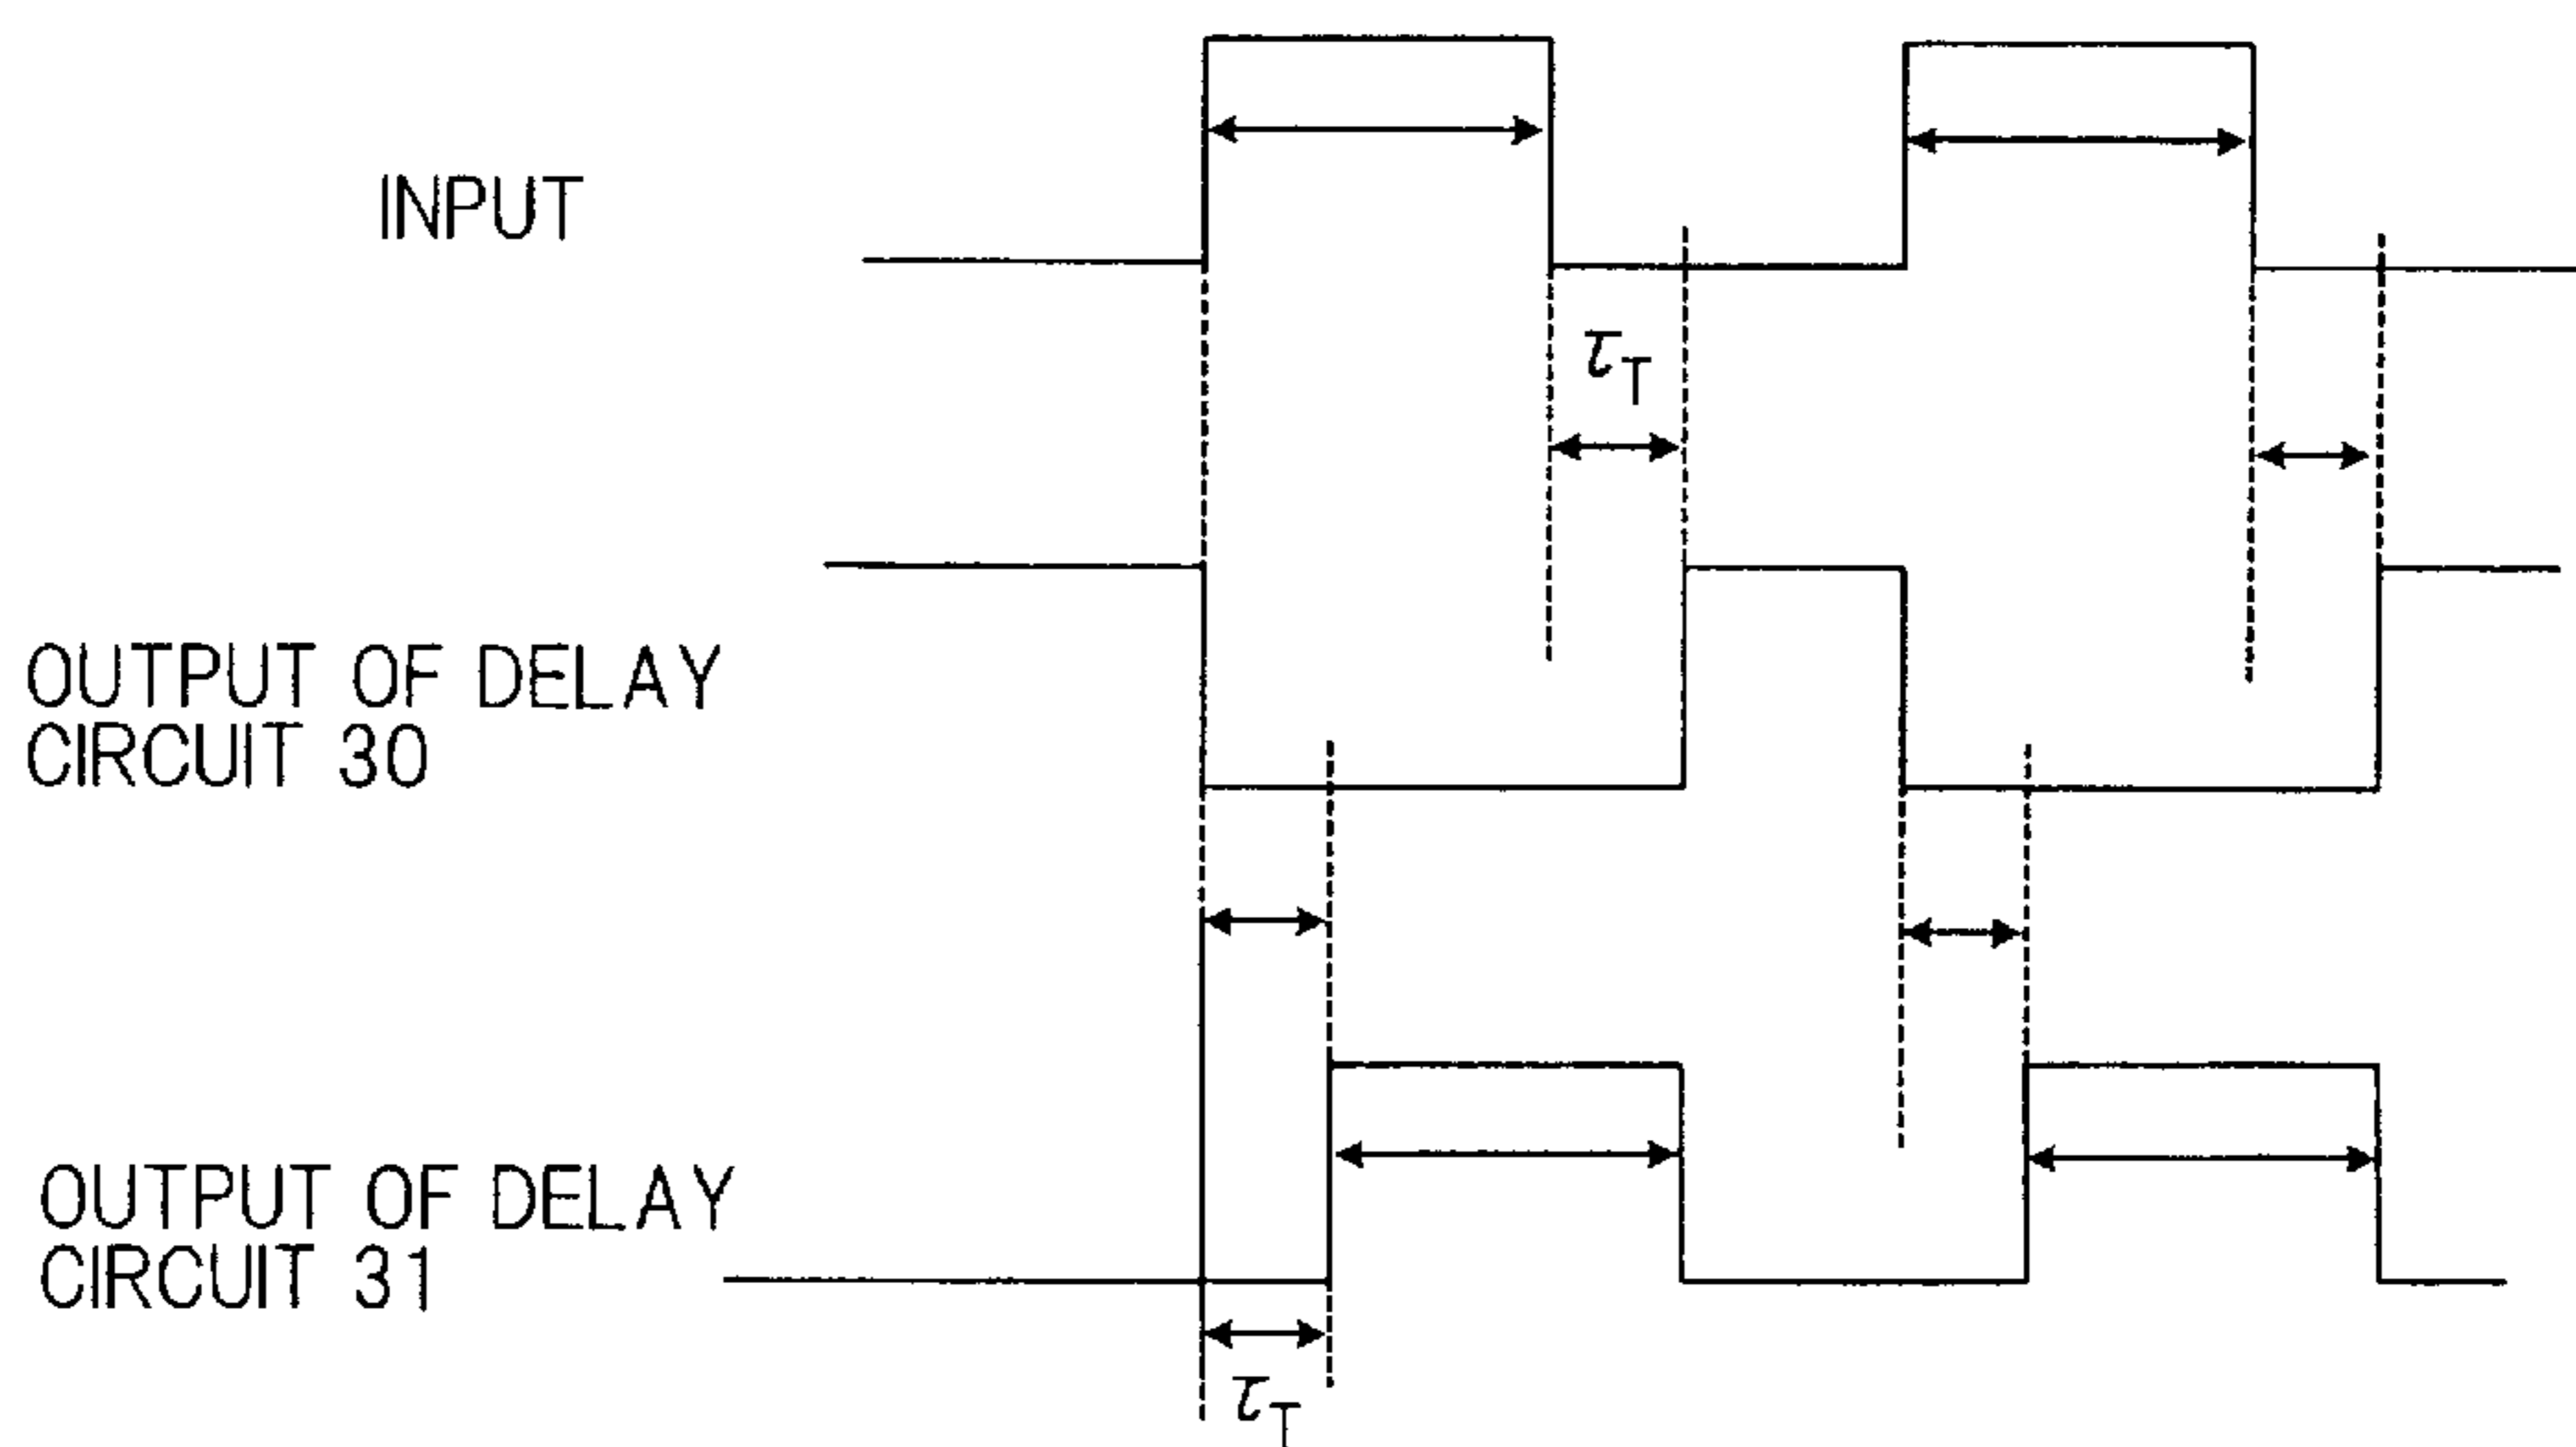 INPUT
τT
OUTPUT OF DELAY
CIRCUIT 30
OUTPUT OF DELAY
CIRCUIT 31
τT